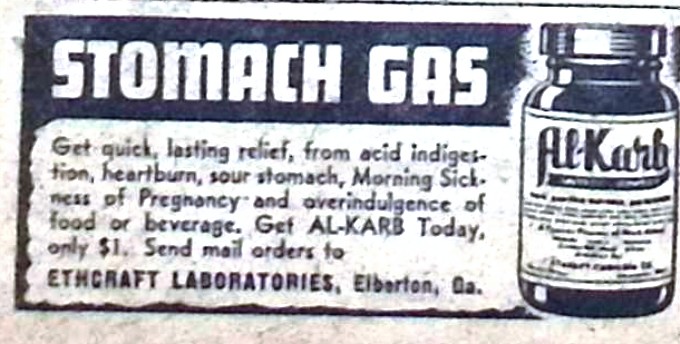 STOMACH GAS
Get quick, lasting relief, from acid indiges-
tion, heartburn, sour stomach, Morning Sick-
ness of Pregnancy and overindulgence of
food or beverage. Get AL-KARB Today,
only $1. Send mail orders to
ETHCRAFT LABORATORIES, Elberton, Ga.
Al-Karb